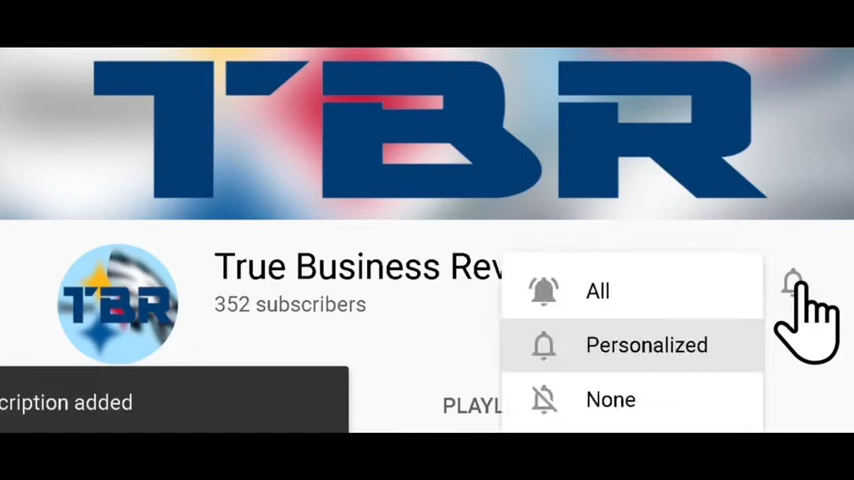 TBR
True Business Rev
352 subscribers
TBR
All
Personalized
None
cription added
PLAYL